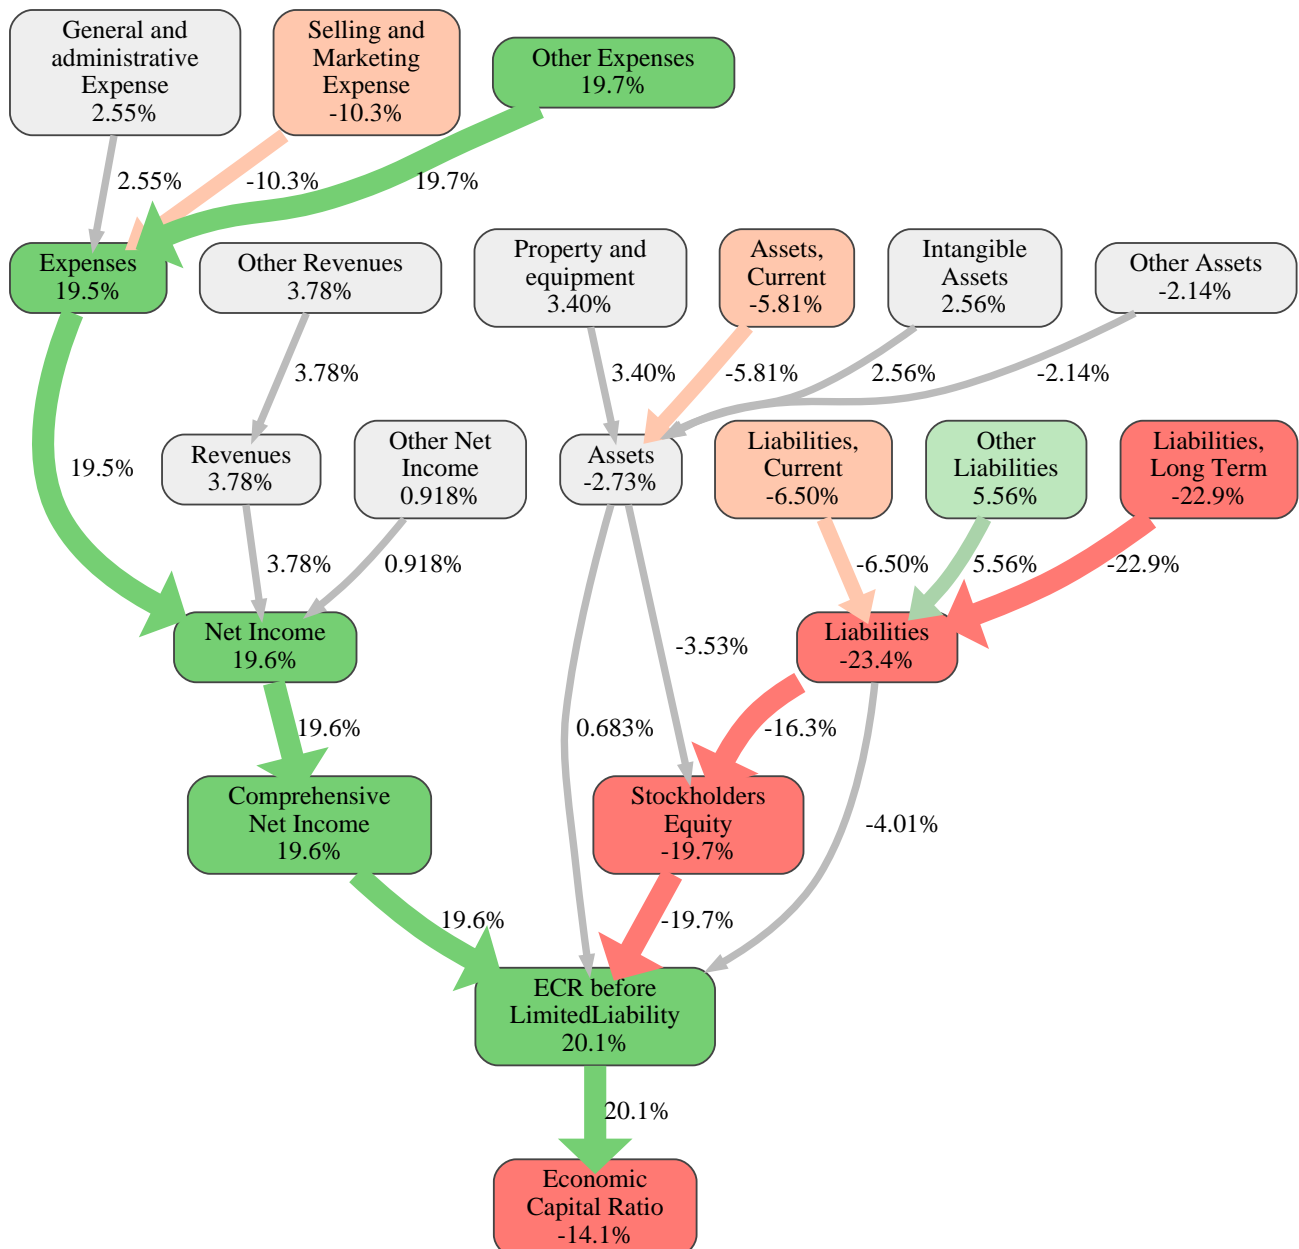 General and
administrative
Expense
2.55%
Selling and
Marketing
Expense
-10.3%
Other Expenses
19.7%
2.55%
-10.3%
19.7%
Expenses
19.5%
Other Revenues
3.78%
Property and
equipment
3.40%
Assets,
Current
-5.81%
Intangible
Assets
2.56%
Other Assets
-2.14%
3.78%
3.40%
-5.81%
2.56%
-2.14%
19.5%
Revenues
3.78%
Other Net
Income
0.918%
Assets
-2.73%
Liabilities,
Current
-6.50%
Other
Liabilities
5.56%
Liabilities,
Long Term
-22.9%
3.78%
0.918%
-6.50%
5.56%
-22.9%
Net Income
19.6%
-3.53%
Liabilities
-23.4%
19.6%
0.683%
-16.3%
Comprehensive
Net Income
19.6%
Stockholders
Equity
-19.7%
-4.01%
19.6%
-19.7%
ECR before
LimitedLiability
20.1%
20.1%
Economic
Capital Ratio
-14.1%